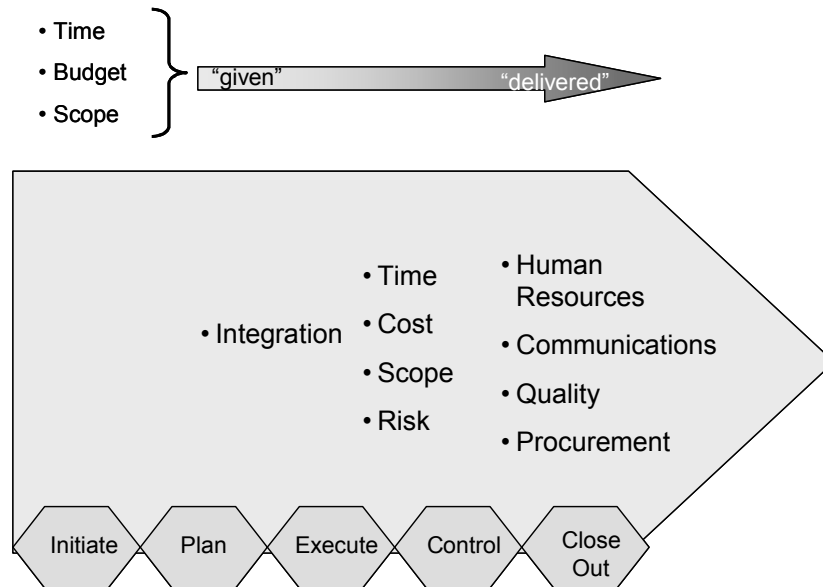 • Time
• Budget
• Scope
“given”
“delivered”
• Integration
• Time
• Cost
• Scope
• Risk
• Human
Resources
• Communications
• Quality
• Procurement
Initiate
Plan
Execute
Control
Close
Out